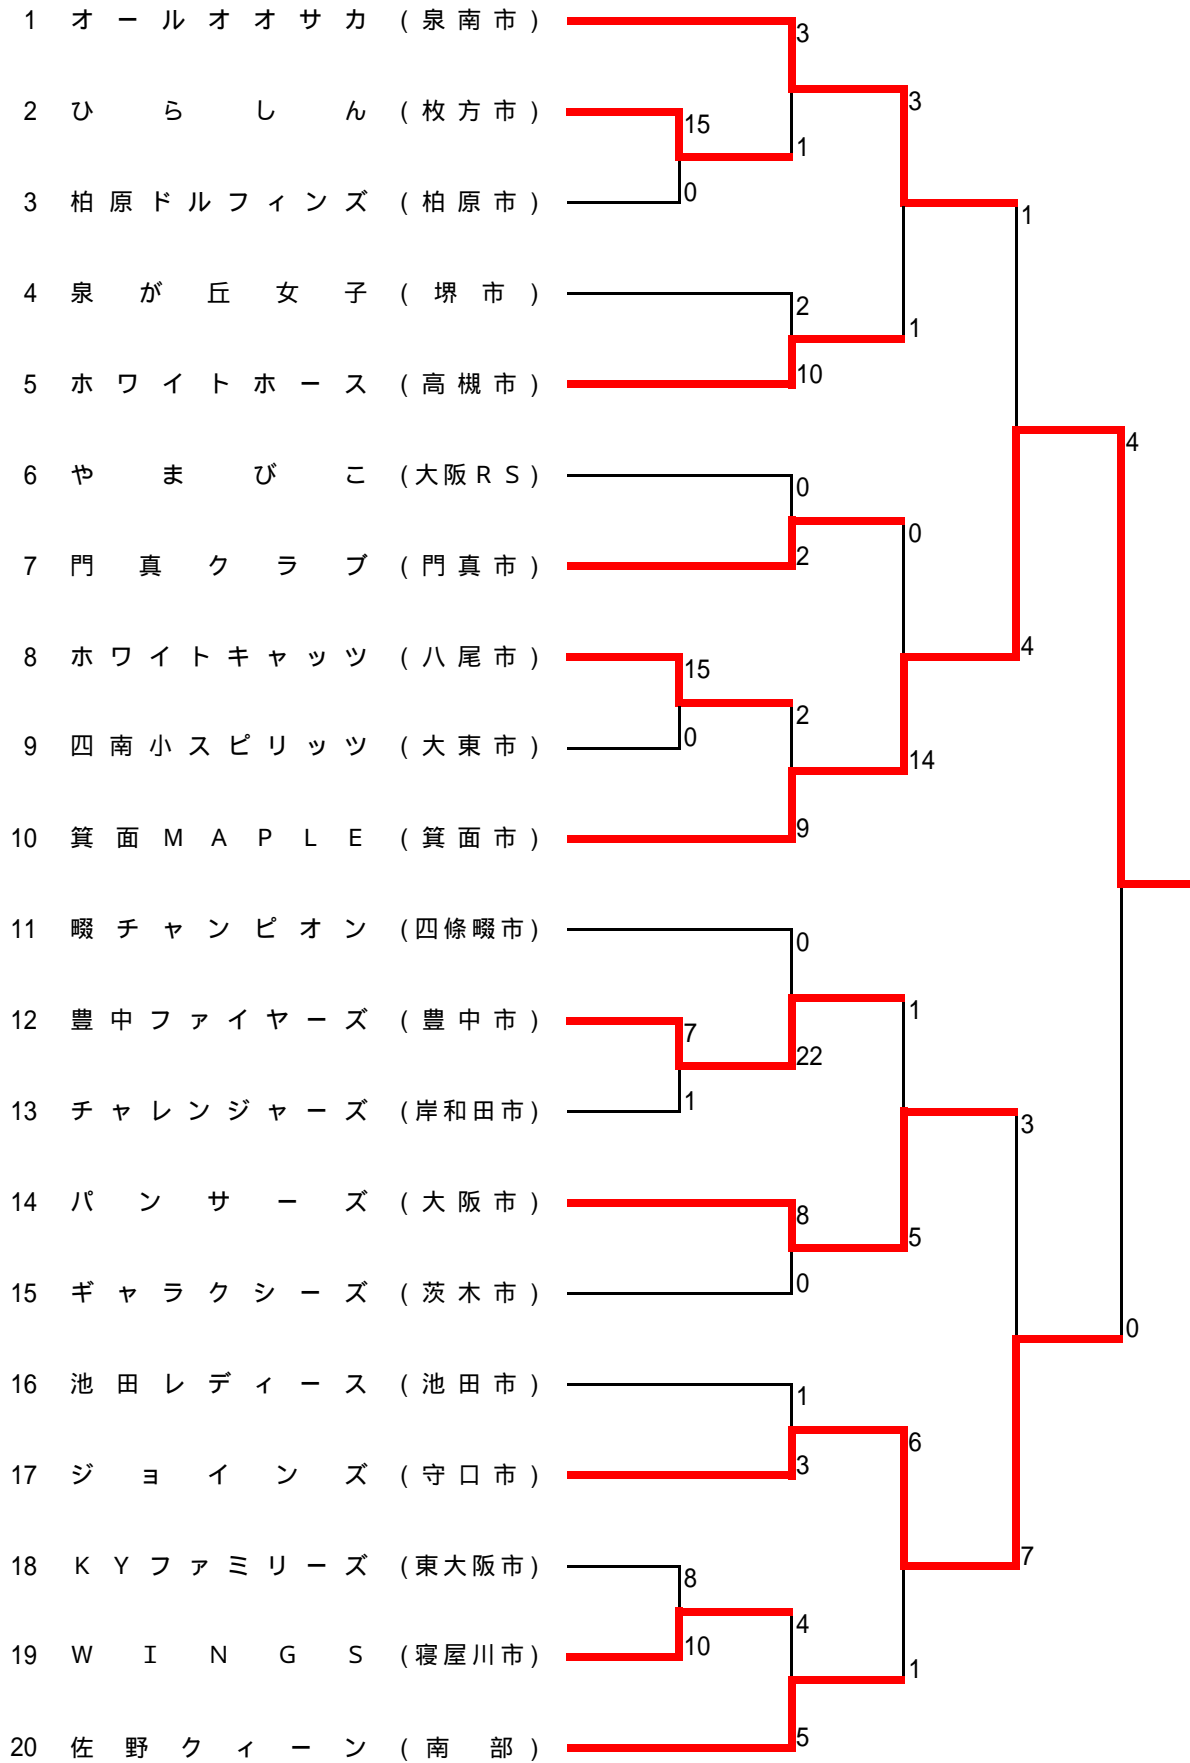 1 オールオオサカ (泉南市)
3
2 ひらしん (枚方市)
3
15
1
3 柏原ドルフィンズ (柏原市)
0
1
4 泉が丘女子 (堺市)
2
1
5 ホワイトホース (高槻市)
10
4
6 やまびこ (大阪RS)
0
0
7 門真クラブ (門真市)
2
4
8 ホワイトキャッツ (八尾市)
15
2
9 四南小スピリッツ (大東市)
0
14
10 箕面MAPLE (箕面市)
9
11 畷チャンピオン (四條畷市)
0
1
12 豊中ファイヤーズ (豊中市)
7
22
13 チャレンジャーズ (岸和田市)
1
3
14 パンサーズ (大阪市)
8
5
15 ギャラクシーズ (茨木市)
0
0
16 池田レディース (池田市)
1
6
17 ジョインズ (守口市)
3
7
18 KYファミリーズ (東大阪市)
8
4
19 WINGS (寝屋川市)
10
1
20 佐野クィーン (南部)
5